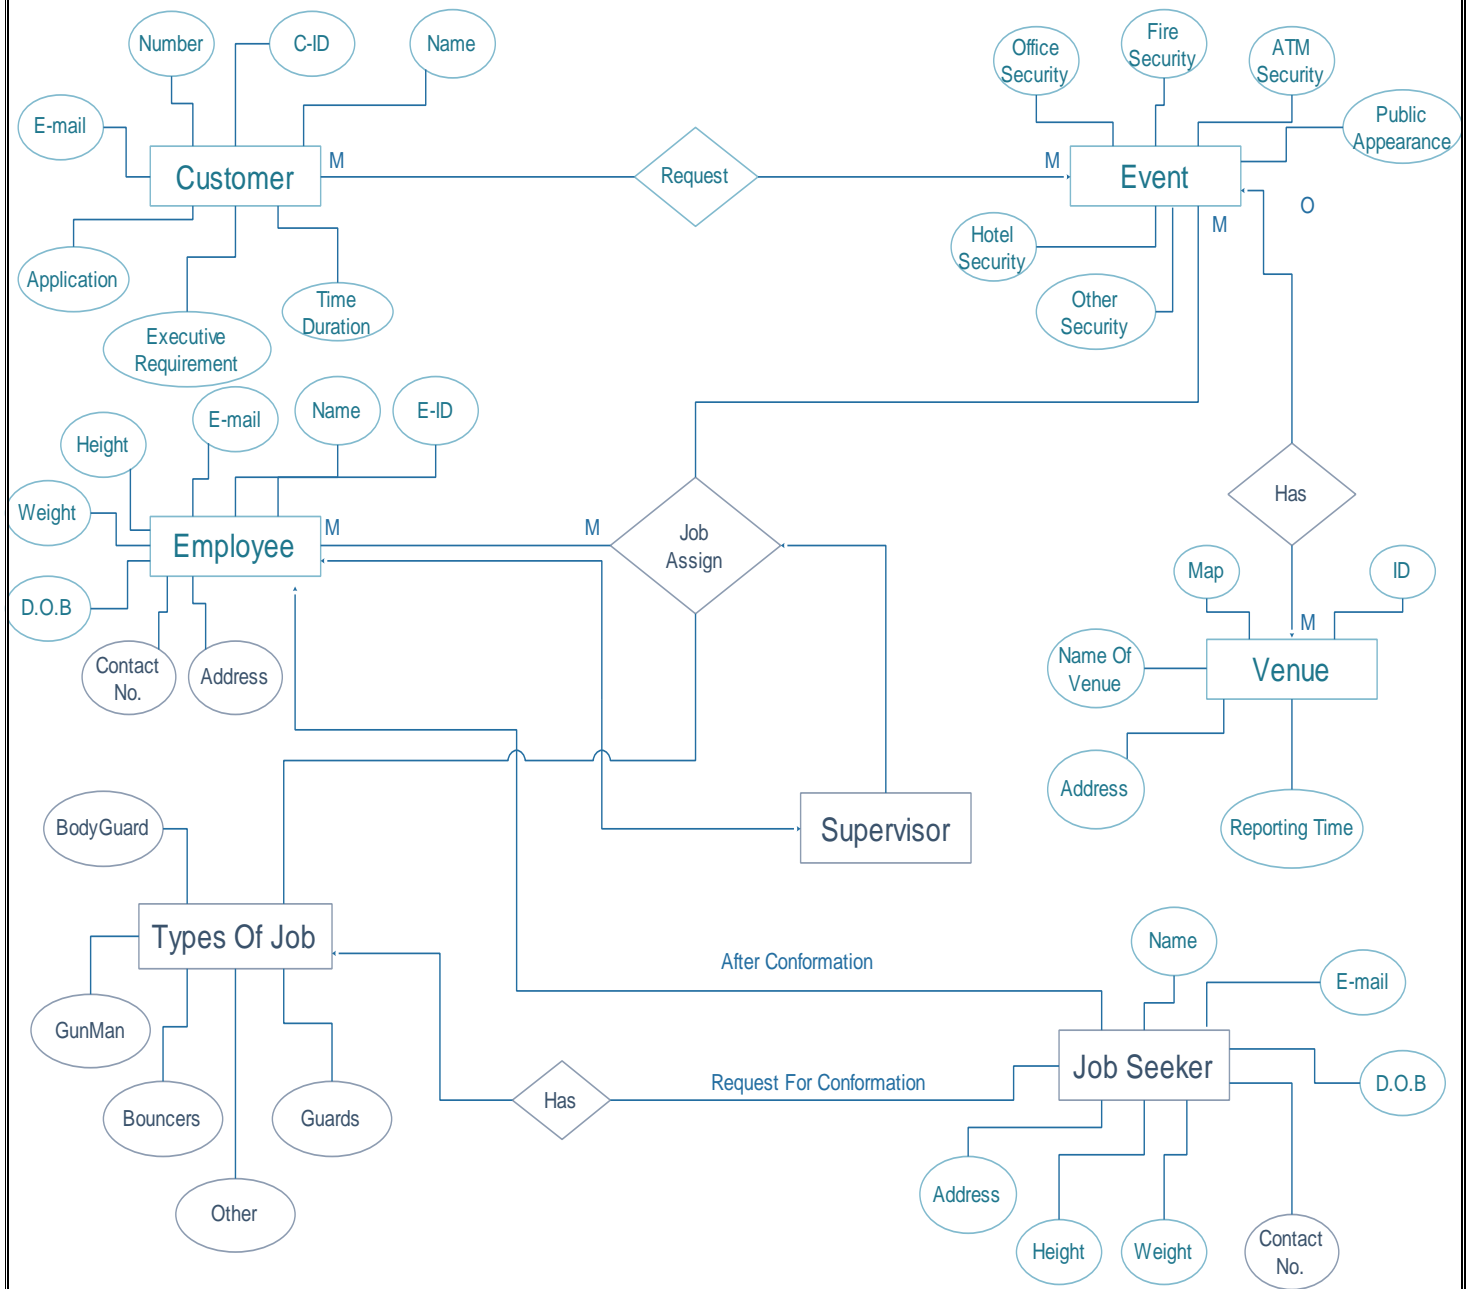 Number
C-ID
Name
E-mail
Customer
M
Application
Executive
Requirement
Time
Duration
Request
M
Office
Security
Fire
Security
ATM
Security
Public
Appearance
Event
M
O
Hotel
Security
Other
Security
E-mail
Name
E-ID
Height
Weight
Employee
M
M
D.O.B
Contact
No.
Address
Job
Assign
Has
Map
ID
M
Name Of
Venue
Venue
Address
Reporting Time
Supervisor
BodyGuard
Types Of Job
GunMan
Bouncers
Guards
Other
After Conformation
Request For Conformation
Has
Name
E-mail
Job Seeker
D.O.B
Address
Height
Weight
Contact
No.